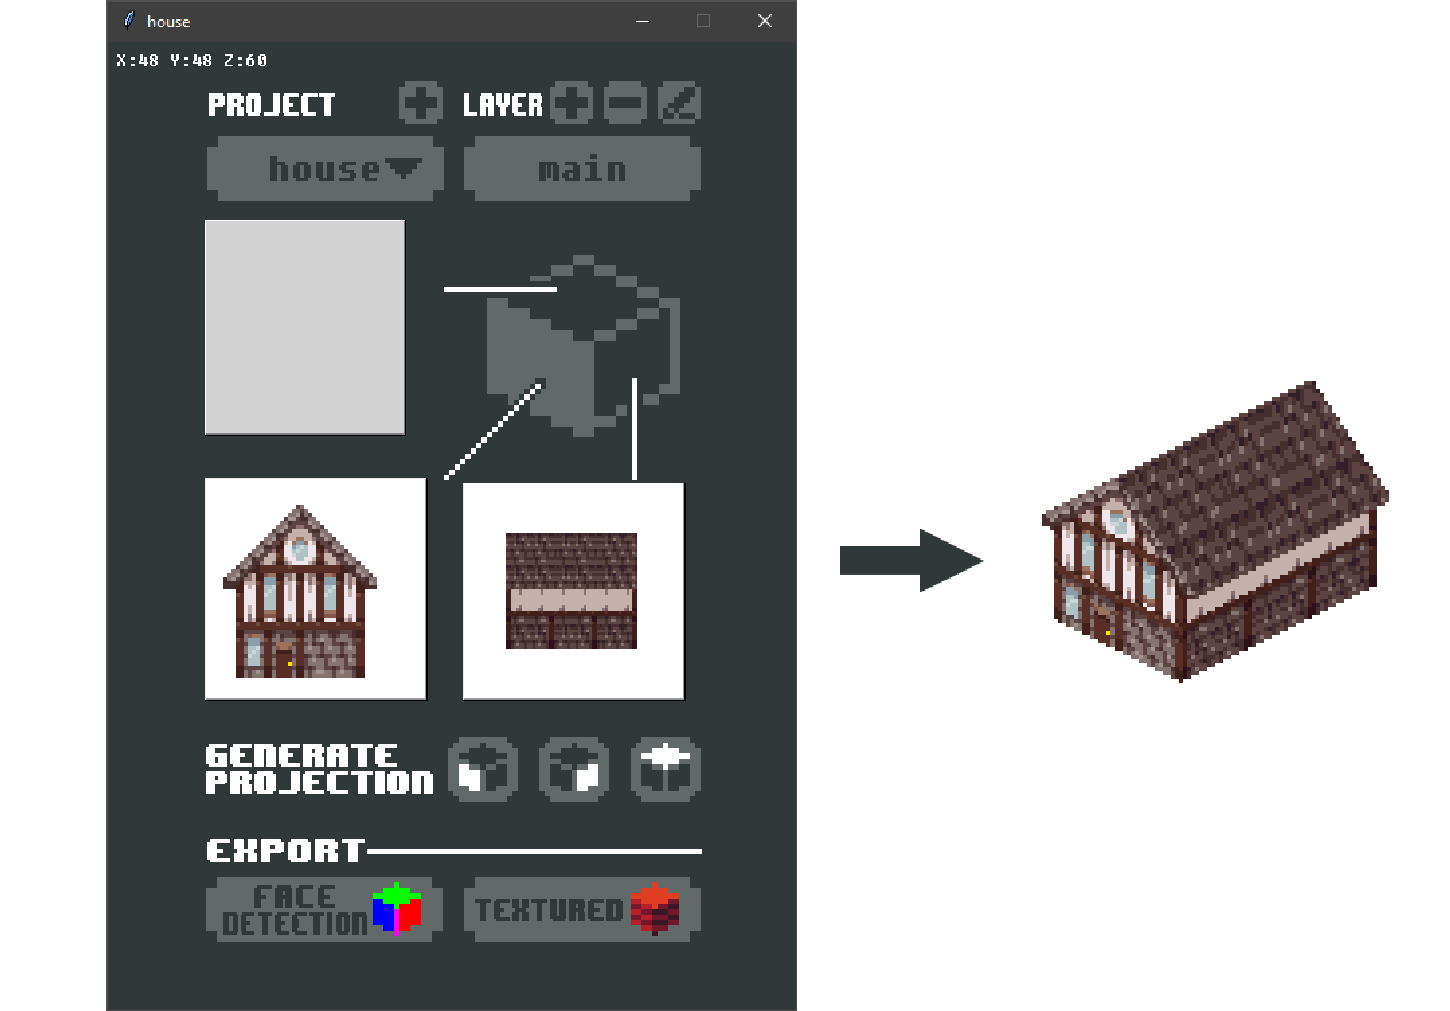 house
X:48 Y:48 Z:60
PROJECT
LAYER
house
main
GENERATE
PROJECTION
EXPORT
FACE
DETECTION
TEXTURED